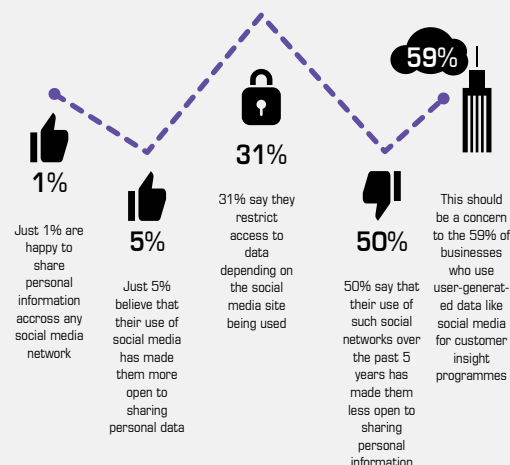 1%
Just 1% are
happy to
share
personal
information
accross any
social media
network
5%
Just 5%
believe that
their use of
social media
has made
them more
open to
sharing
personal data
31%
31% say they
restrict
access to
data
depending on
the social
media site
being used
50%
50% say that
their use of
such social
networks over
the past 5
years has
made them
less open to
sharing
personal
information
59%
This should
be a concern
to the 59% of
businesses
who use
user-generat-
ed data like
social media
for customer
insight
programmes